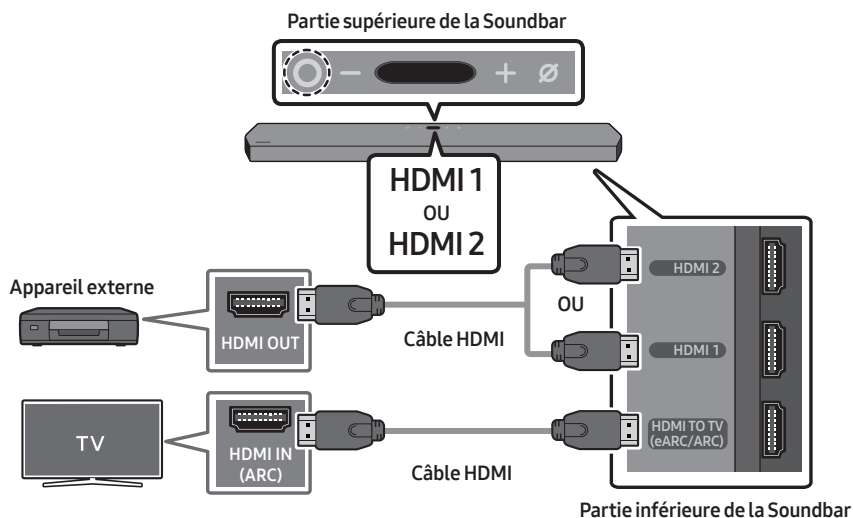 Partie supérieure de la Soundbar
HDMI 1
OU
HDMI 2
Appareil externe
HDMI OUT
Câble HDMI
OU
HDMI 2
HDMI 1
TV
HDMI IN
(ARC)
Câble HDMI
HDMI TO TV
(eARC/ARC)
Partie inférieure de la Soundbar